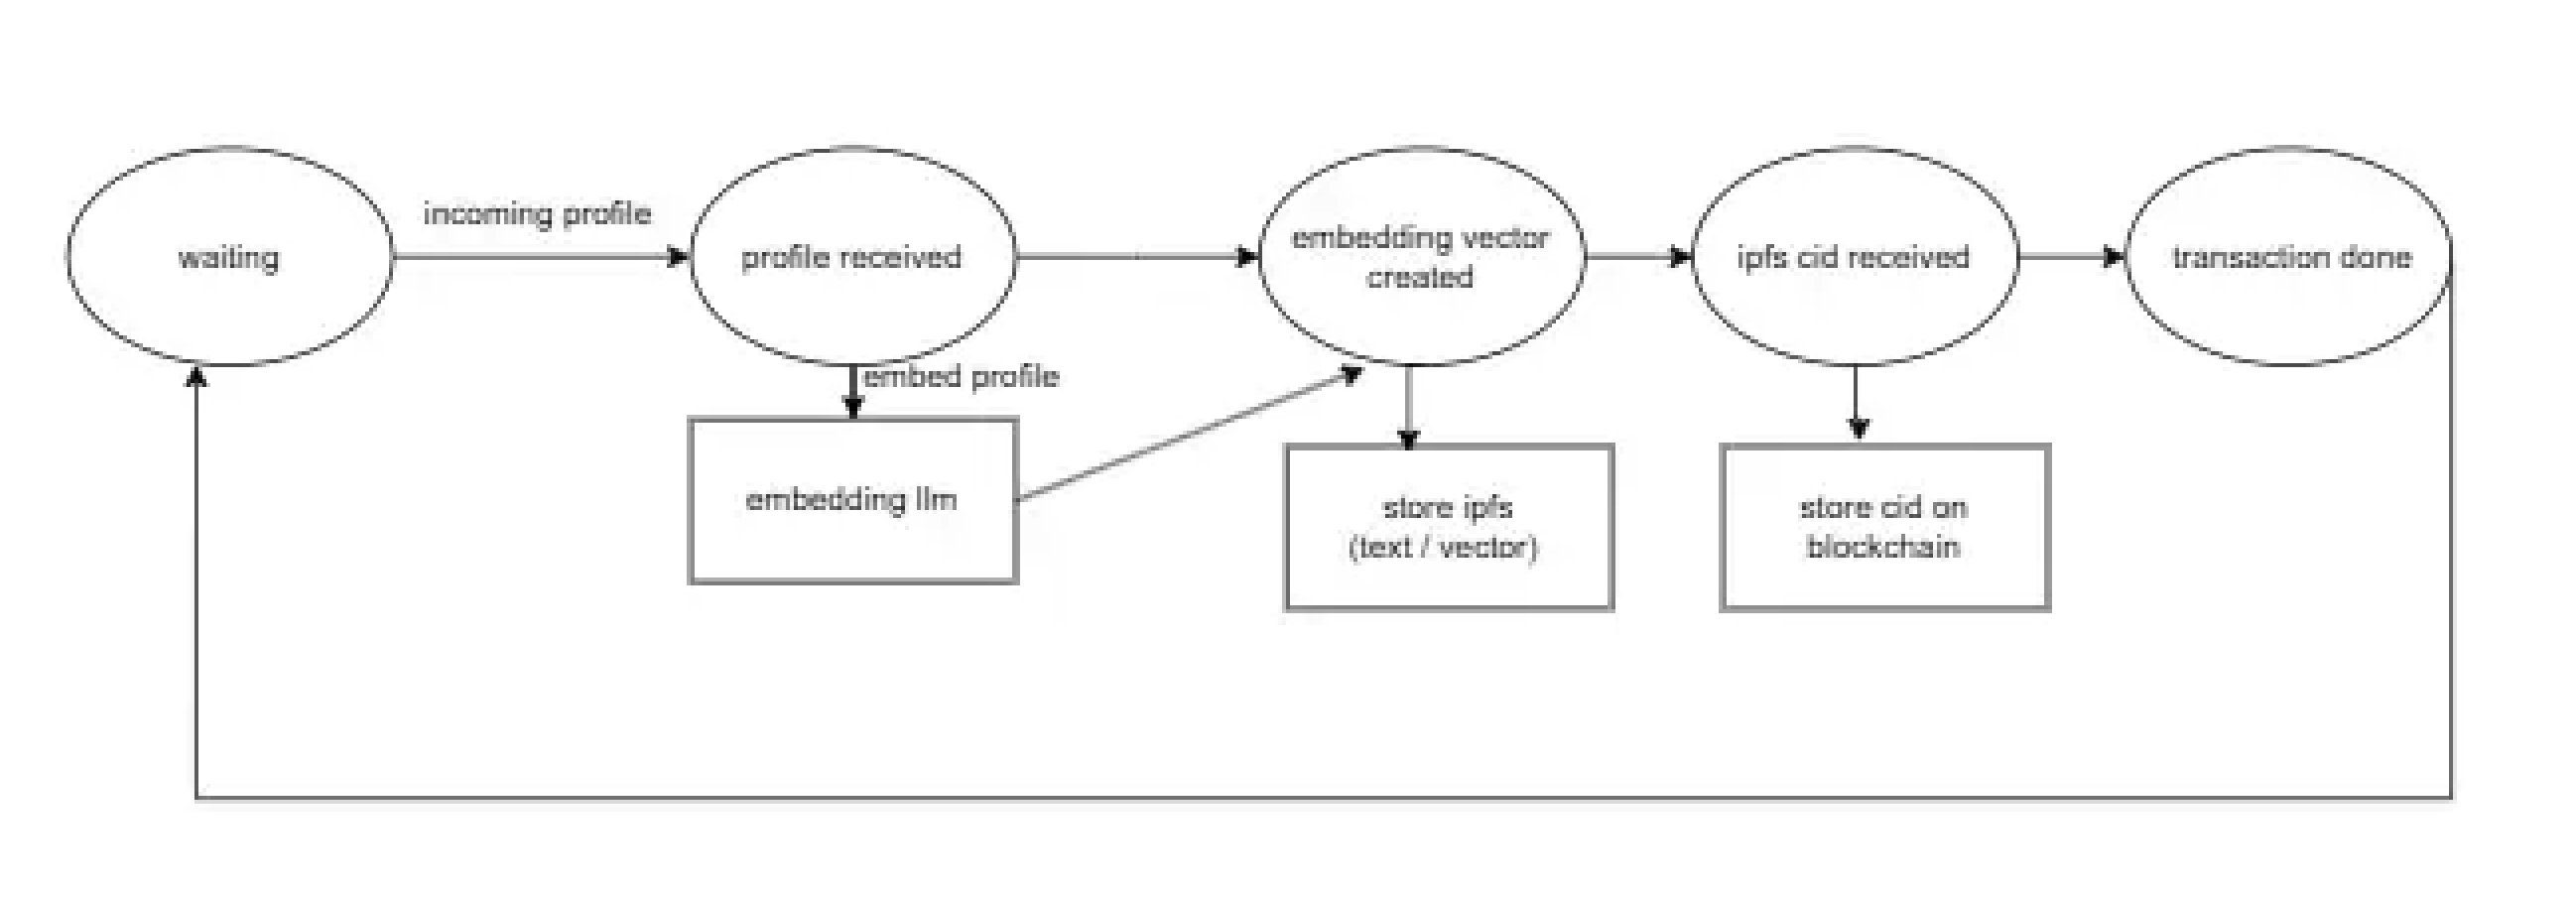 waiting
incoming profile
profile received
embedding vector
created
ipfs cid received
transaction done
embed profile
embedding llm
store ipfs
(text / vector)
store cid on
blockchain